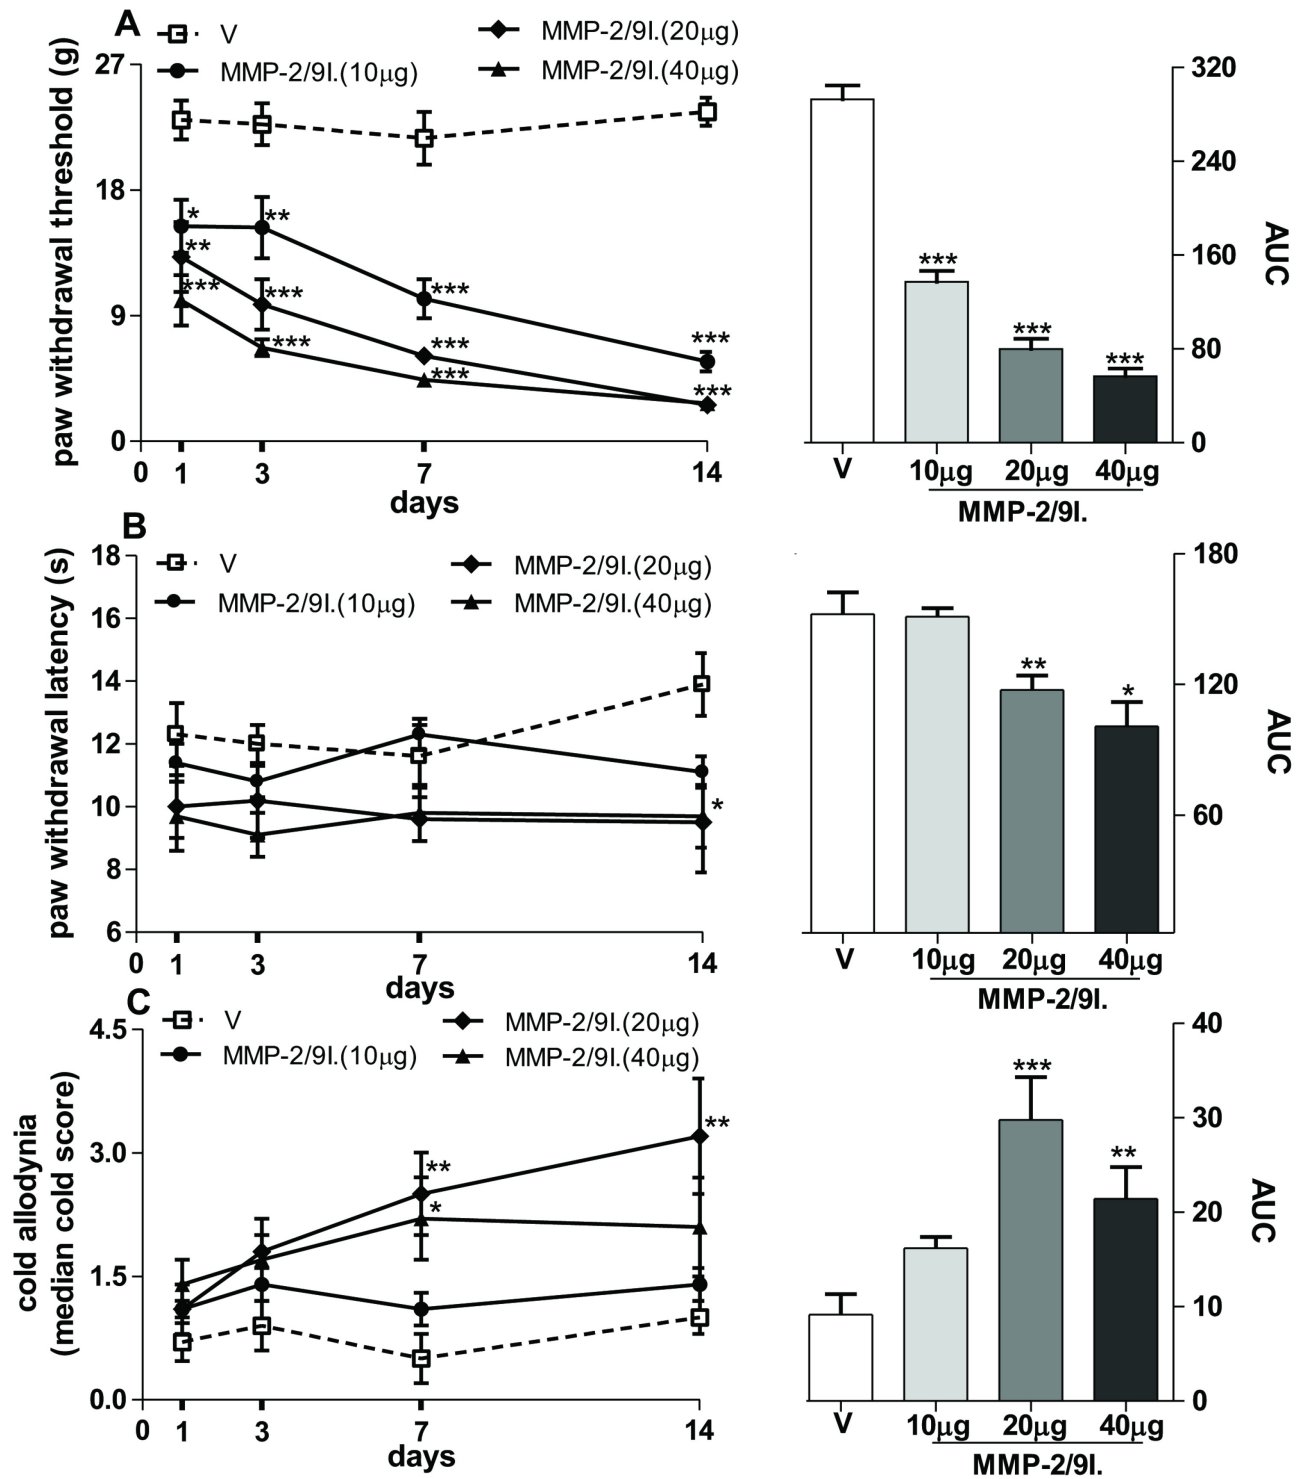 A
V
MMP-2/9I.(20µg)
MMP-2/9I.(10µg)
MMP-2/9I.(40µg)
paw withdrawal threshold (g)
27
18
9
0
*
**
***
**
***
***
***
***
***
***
***
0 1 3 7 14
days
320
240
160
80
0
AUC
***
***
***
V 10µg 20µg 40µg
MMP-2/9I.
B
V
MMP-2/9I.(20µg)
MMP-2/9I.(10µg)
MMP-2/9I.(40µg)
paw withdrawal latency (s)
18
16
14
12
10
8
6
*
0 1 3 7 14
days
180
120
60
AUC
**
*
V 10µg 20µg 40µg
MMP-2/9I.
C
V
MMP-2/9I.(20µg)
MMP-2/9I.(10µg)
MMP-2/9I.(40µg)
cold allodynia
(median cold score)
4.5
3.0
1.5
0.0
**
*
**
0 1 3 7 14
days
40
30
20
10
0
AUC
***
**
V 10µg 20µg 40µg
MMP-2/9I.